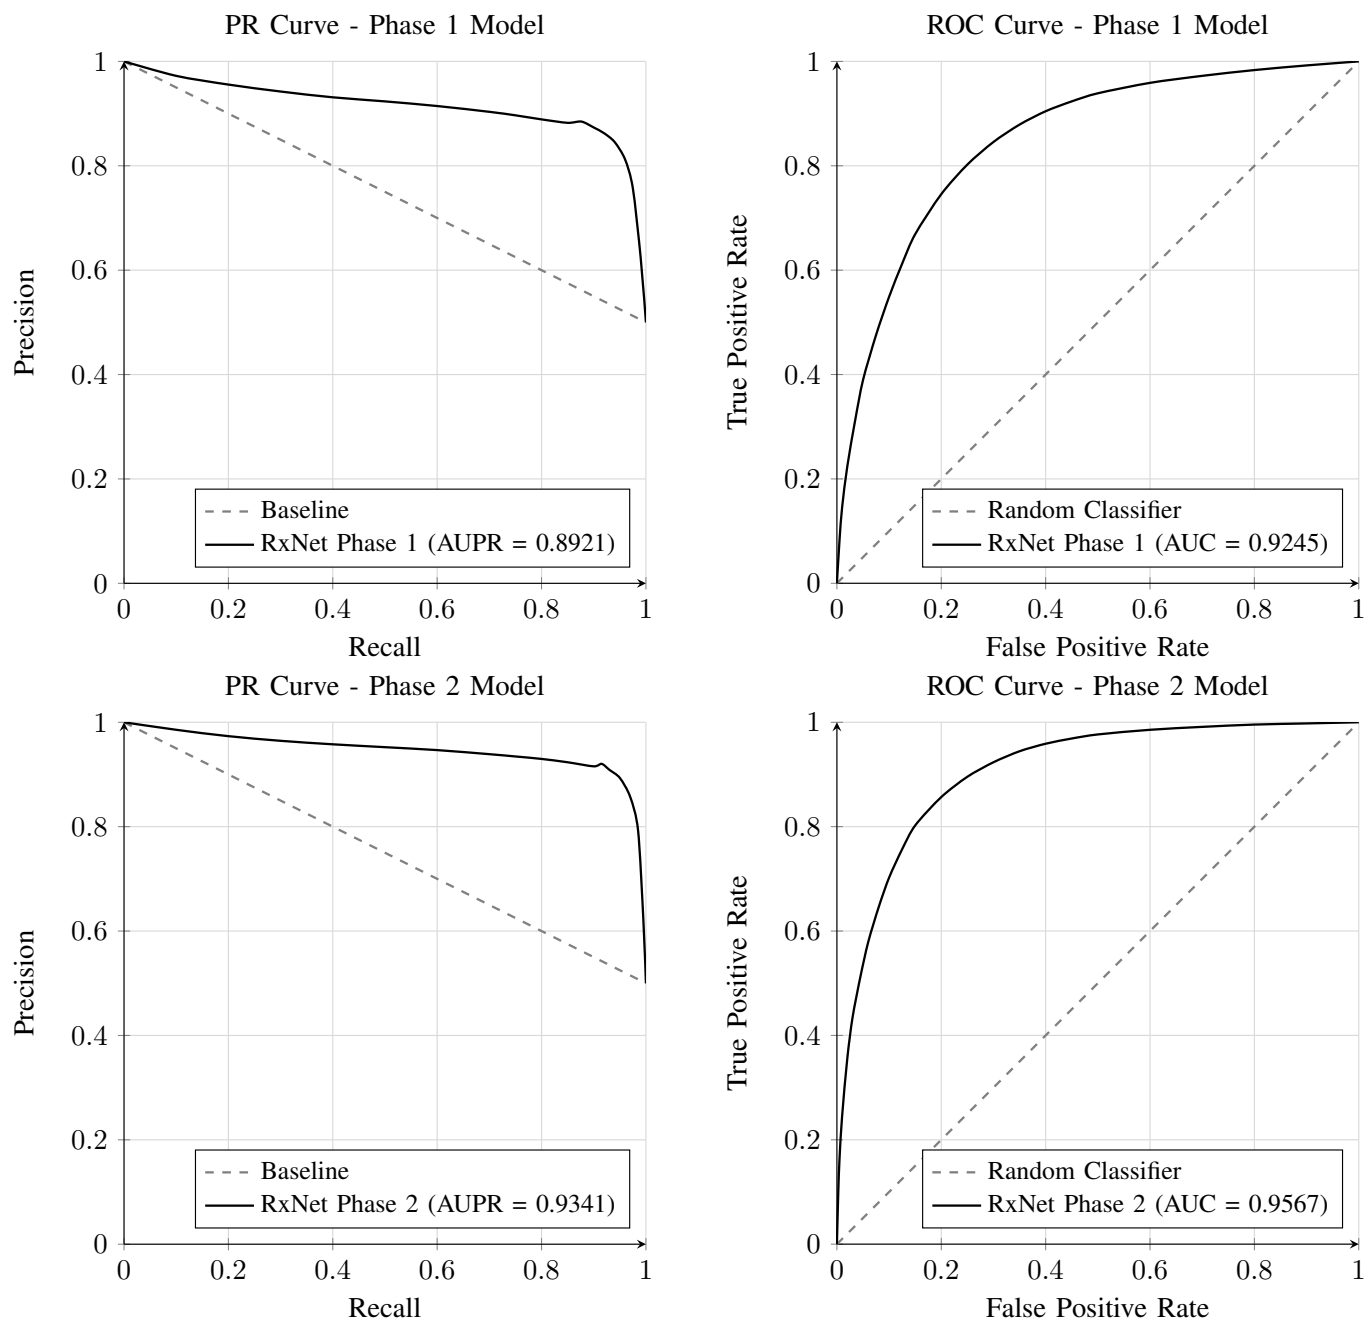 PR Curve - Phase 1 Model
1
0.8
0.6
0.4
0.2
0
Precision
Baseline
RxNet Phase 1 (AUPR = 0.8921)
0 0.2 0.4 0.6 0.8 1
Recall
ROC Curve - Phase 1 Model
1
0.8
0.6
0.4
0.2
0
True Positive Rate
Random Classifier
RxNet Phase 1 (AUC = 0.9245)
0 0.2 0.4 0.6 0.8 1
False Positive Rate
PR Curve - Phase 2 Model
1
0.8
0.6
0.4
0.2
0
Precision
Baseline
RxNet Phase 2 (AUPR = 0.9341)
0 0.2 0.4 0.6 0.8 1
Recall
ROC Curve - Phase 2 Model
1
0.8
0.6
0.4
0.2
0
True Positive Rate
Random Classifier
RxNet Phase 2 (AUC = 0.9567)
0 0.2 0.4 0.6 0.8 1
False Positive Rate